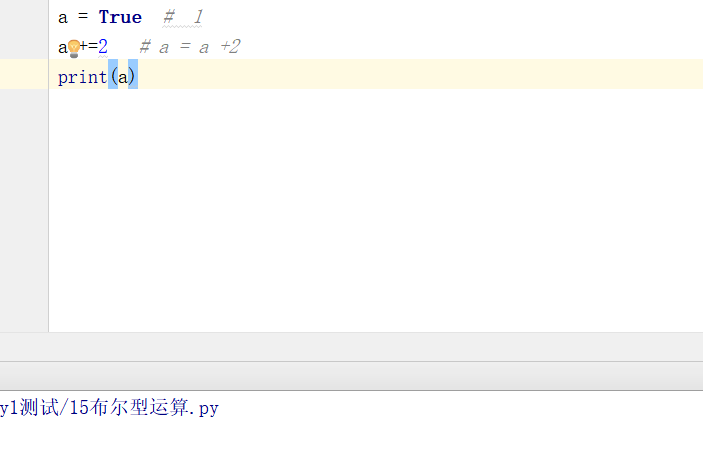 a = True  #  1
a +=2   # a = a +2
print(a)
y1测试/15布尔型运算.py